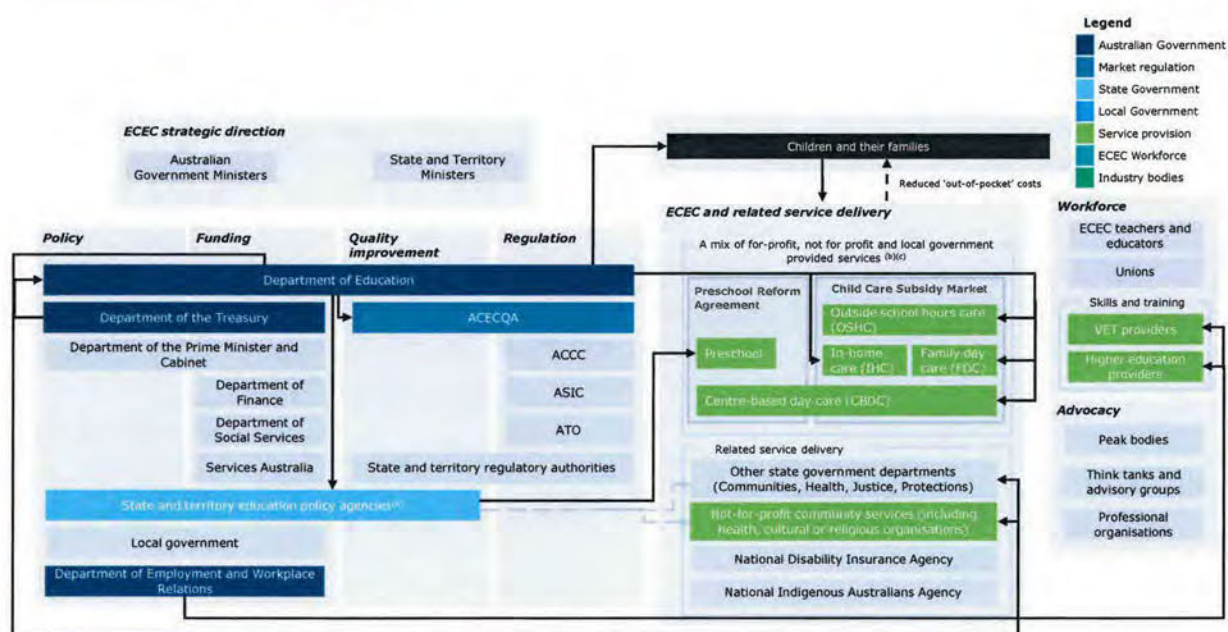 Legend
Australian Government
Market regulation
State Government
Local Government
Service provision
ECEC Workforce
Industry bodies
ECEC strategic direction
Australian
Government Ministers
State and Territory
Ministers
Children and their families
Reduced 'out-of-pocket' costs
Policy
Funding
Quality
improvement
Regulation
Department of Education
Department of the Treasury
ACECQA
Department of the Prime Minister and
Cabinet
ACCC
Department of
Finance
ASIC
Department of
Social Services
ATO
Services Australia
State and territory regulatory authorities
State and territory education policy agencies(a)
Local government
Department of Employment and Workplace
Relations
ECEC and related service delivery
A mix of for-profit, not for profit and local government
provided services (b)(c)
Preschool Reform
Agreement
Child Care Subsidy Market
Outside school hours care
(OSHC)
Preschool
In-home
care (IHC)
Family day
care (FDC)
Centre-based day care (CBDC)
Related service delivery
Other state government departments
(Communities, Health, Justice, Protections)
Not-for-profit community services (including
health, cultural or religious organisations)
National Disability Insurance Agency
National Indigenous Australians Agency
Workforce
ECEC teachers and
educators
Unions
Skills and training
VET providers
Higher education
providers
Advocacy
Peak bodies
Think tanks and
advisory groups
Professional
organisations